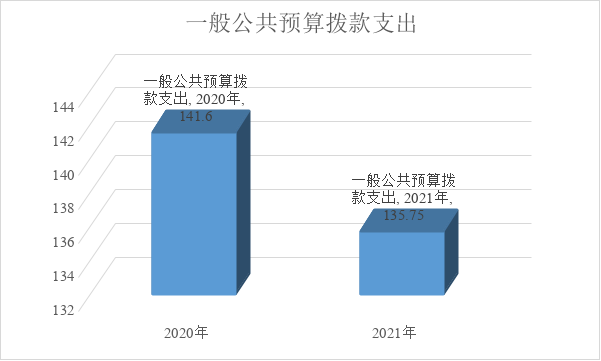 一般公共预算拨款支出
一般公共预算拨
款支出, 2020年,
141.6
一般公共预算拨
款支出, 2021年,
135.75
144
142
140
138
136
134
132
2020年
2021年